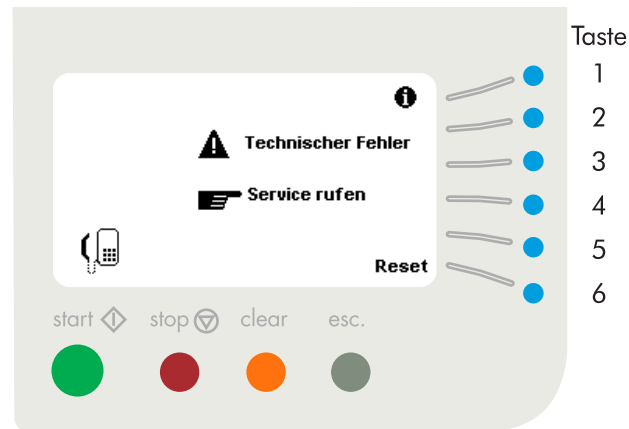 Taste
1
2
Technischer Fehler
3
Service rufen
4
5
Reset
6
start
stop
clear
esc.